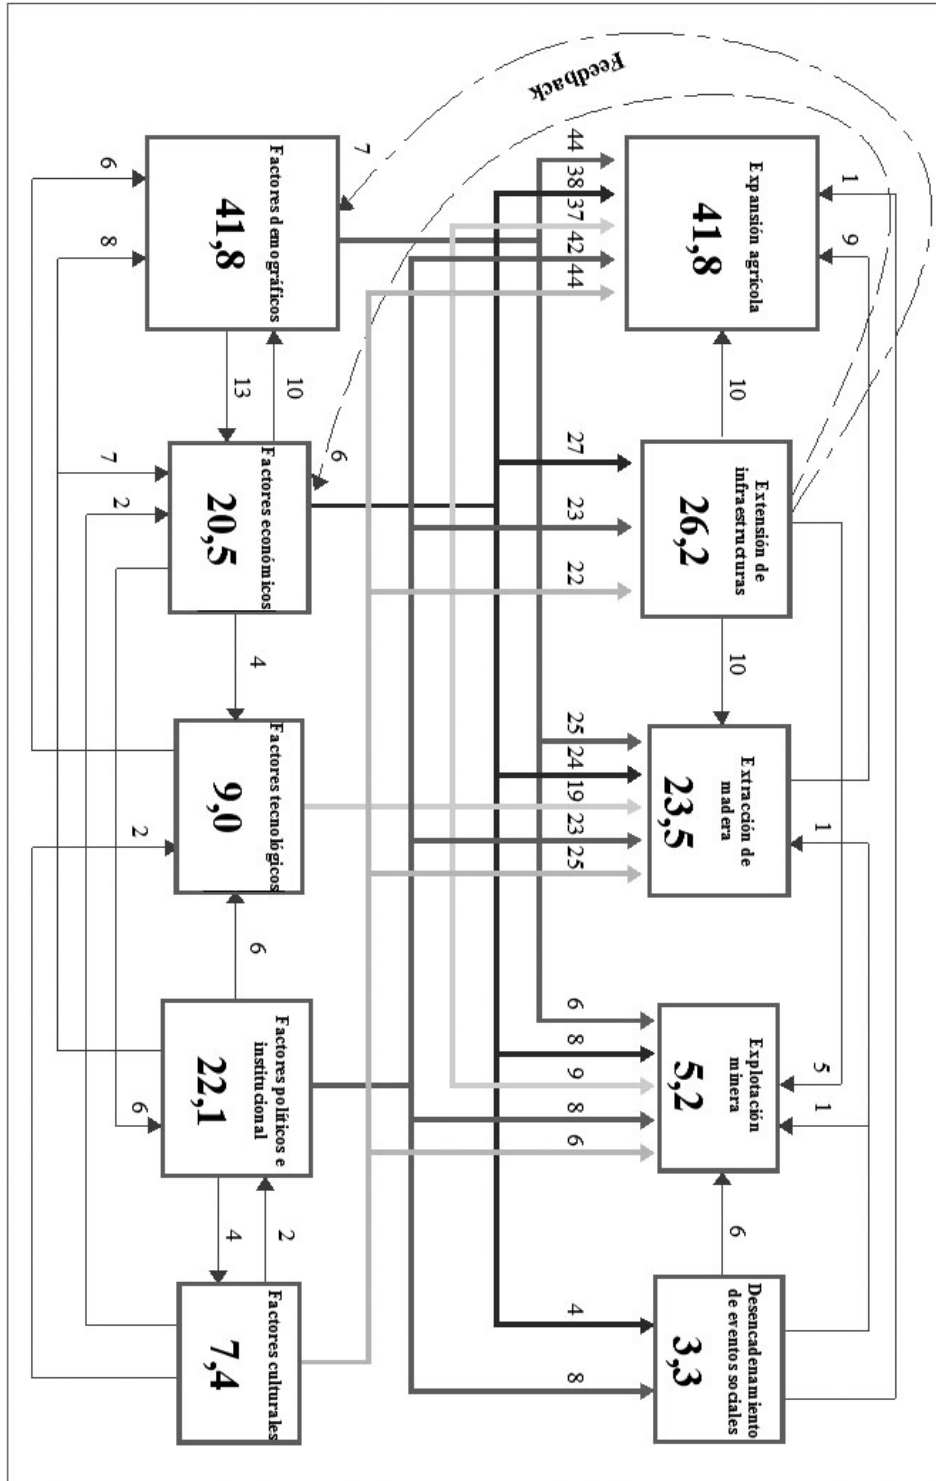 1
9
1
5
1
Expansión agrícola
41,8
10
Extensión de
infraestructuras
26,2
10
Extracción de
madera
23,5
Explotación
minera
5,2
6
Desencadenamiento
de eventos sociales
3,3
Feedback
44 38 37 42 44
27 23 22
25 24 19 23 25
6 8 9 8 6
4 8
7
6
Factores demográficos
41,8
10
13
Factores económicos
20,5
4
Factores tecnológicos
9,0
6
Factores políticos e
institucional
22,1
2
4
Factores culturales
7,4
6
8
7
2
2
6